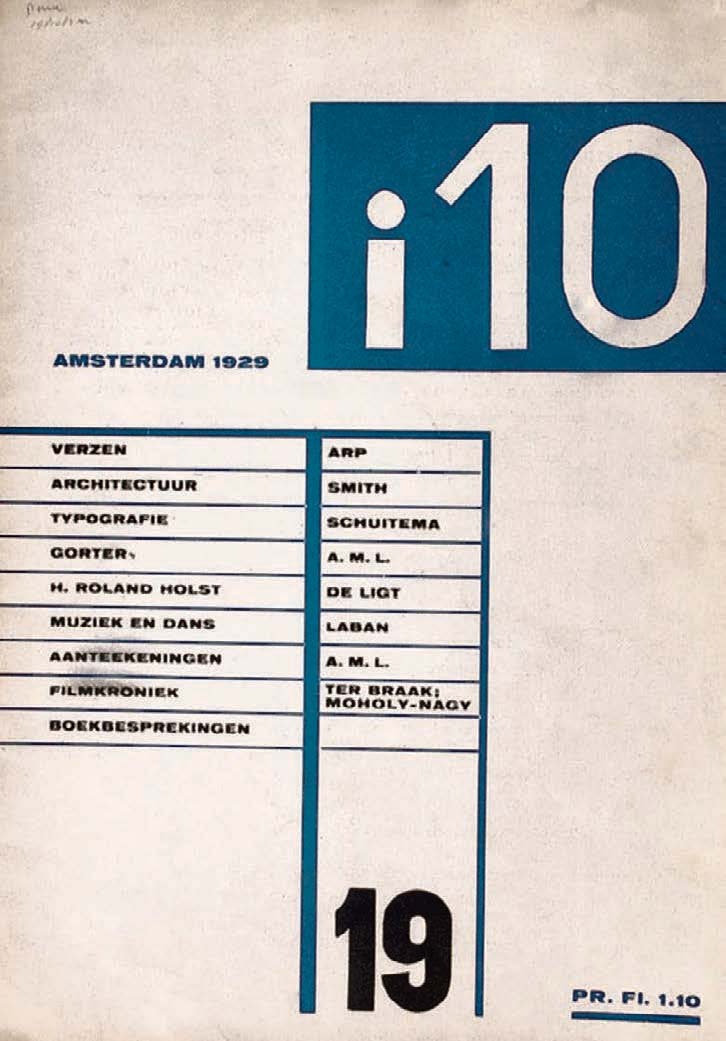 i10
AMSTERDAM 1929
VERZEN ARP
ARCHITECTUUR SMITH
TYPOGRAFIE SCHUITEMA
GORTER A. M. L.
H. ROLAND HOLST DE LIGT
MUZIEK EN DANS LABAN
AANTEEKENINGEN A. M. L.
FILMKRONIEK TER BRAAK;
MOHOLY-NAGY
BOEKBESPREKINGEN
19
PR. Fl. 1.10